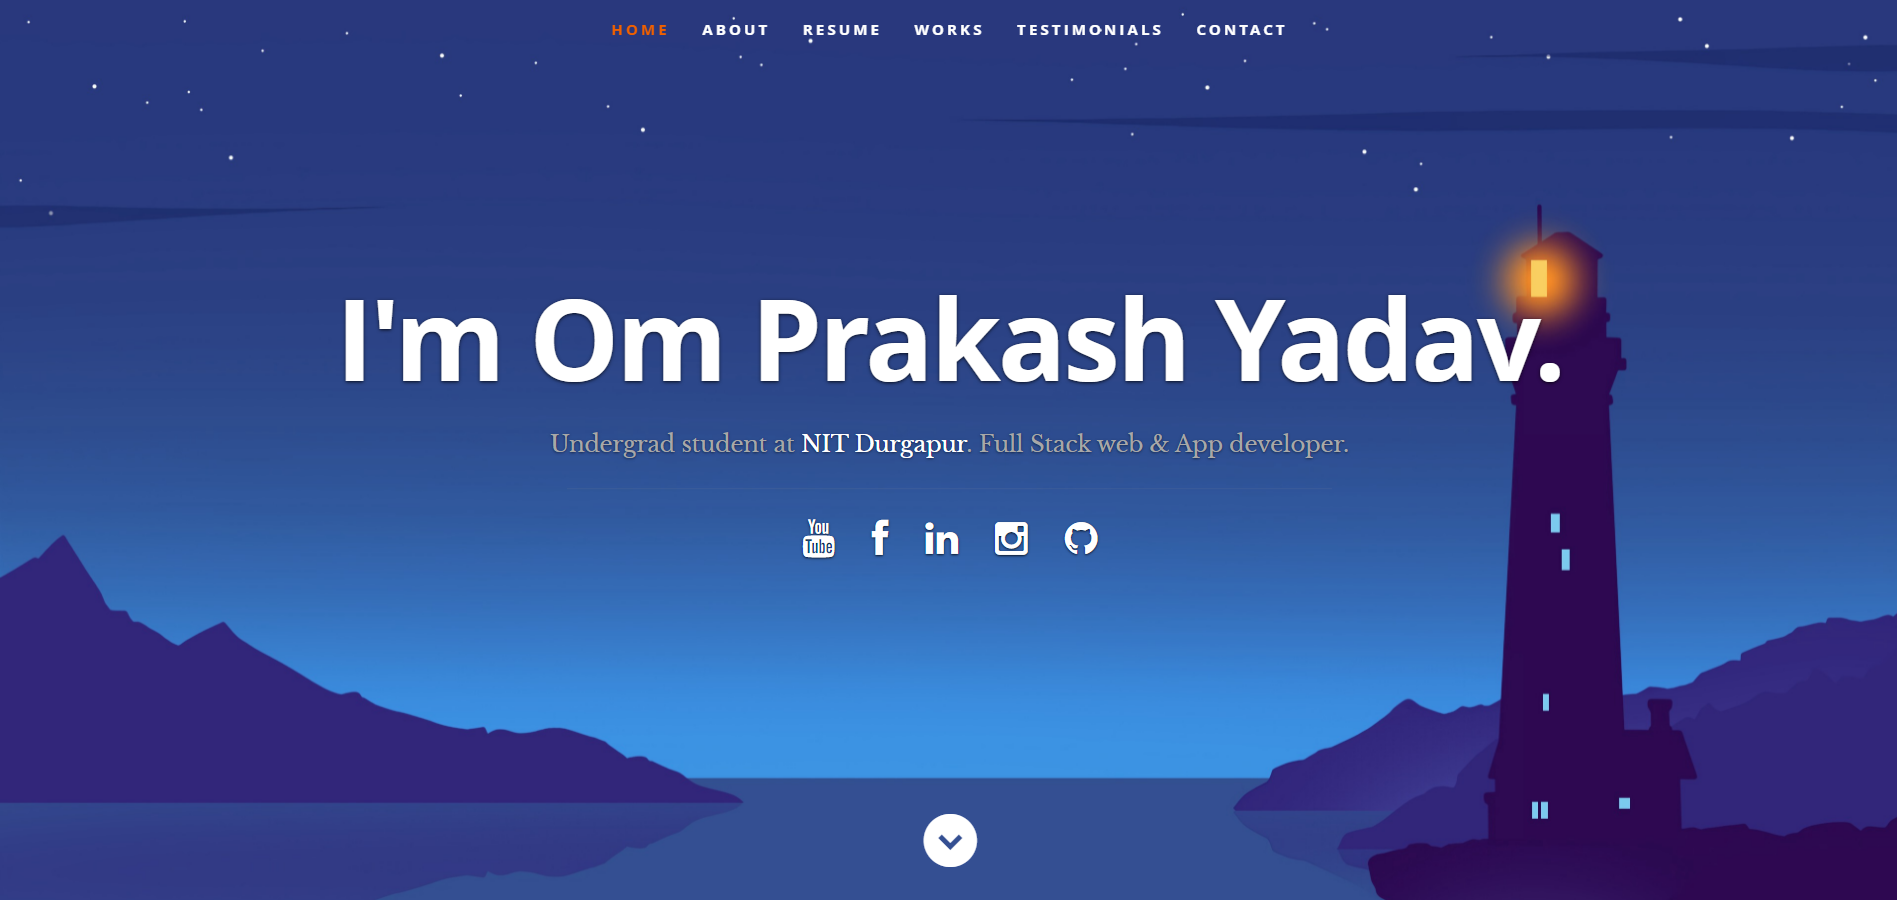 HOME ABOUT RESUME WORKS TESTIMONIALS CONTACT
I'm Om Prakash Yadav.
Undergrad student at NIT Durgapur. Full Stack web & App developer.
You
Tube f in